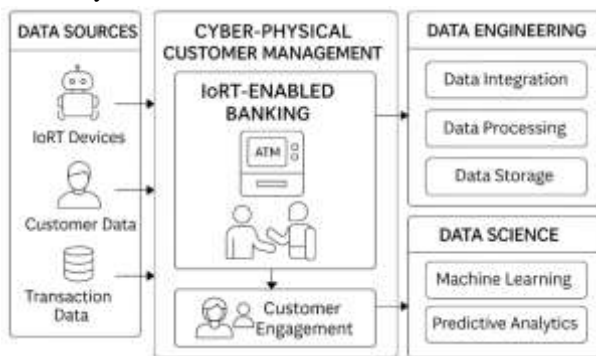 DATA SOURCES
IoRT Devices
Customer Data
Transaction
Data
CYBER-PHYSICAL
CUSTOMER MANAGEMENT
IoRT-ENABLED
BANKING
ATM
Customer
Engagement
DATA ENGINEERING
Data Integration
Data Processing
Data Storage
DATA SCIENCE
Machine Learning
Predictive Analytics